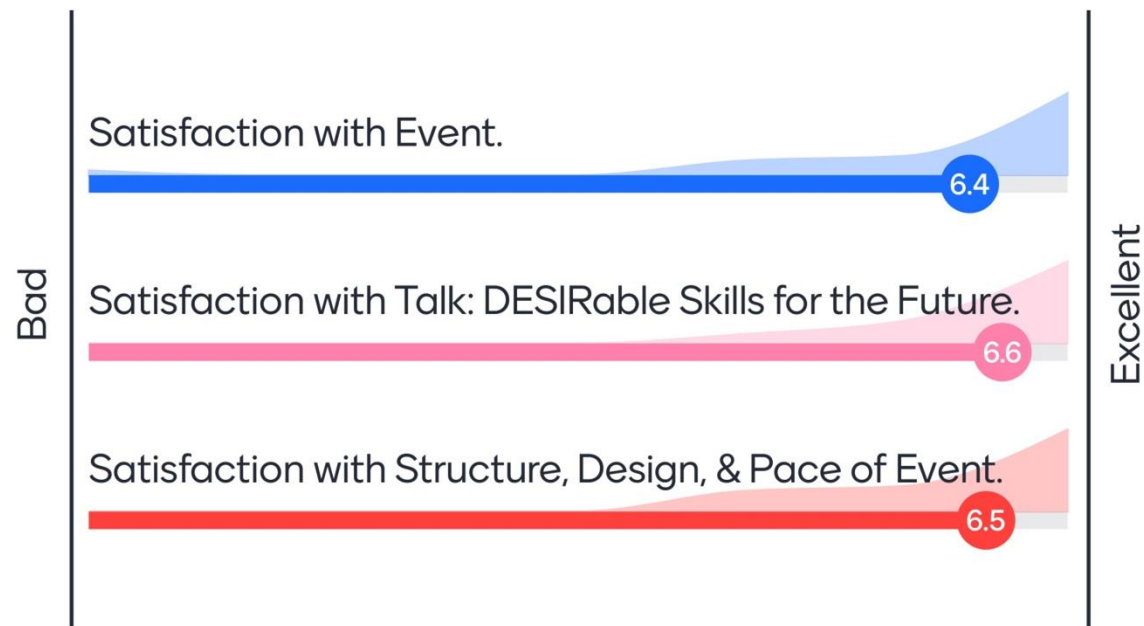 Satisfaction with Event.
6.4
Bad
Satisfaction with Talk: DESIRable Skills for the Future.
6.6
Excellent
Satisfaction with Structure, Design, & Pace of Event.
6.5